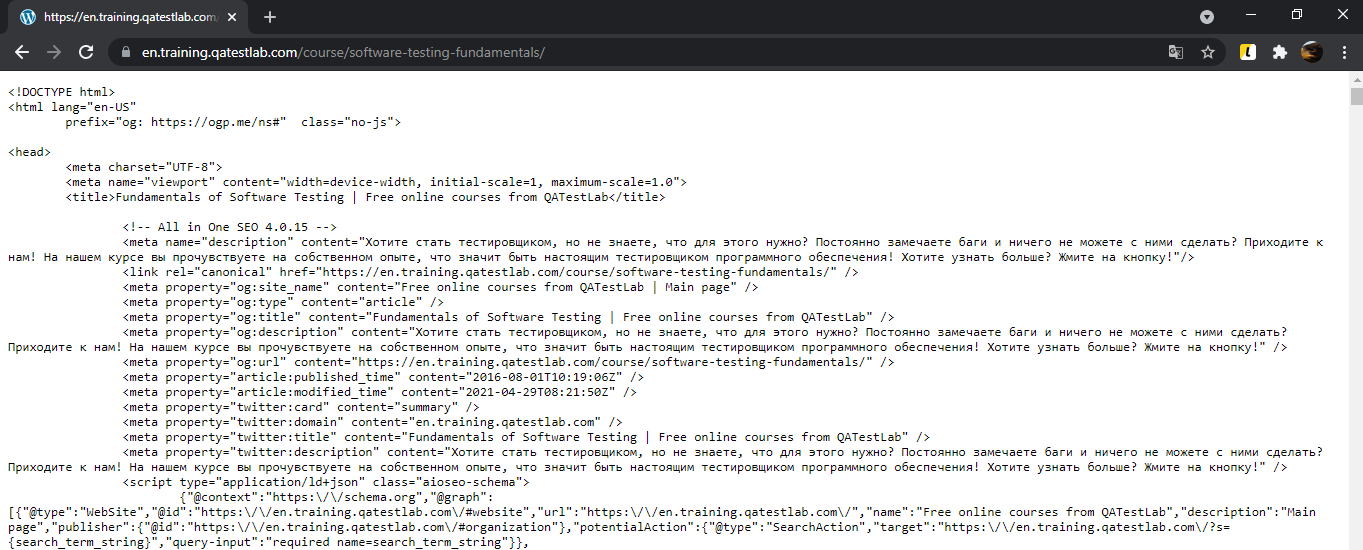 https://en.training.qatestlab.com/
en.training.qatestlab.com/course/software-testing-fundamentals/
<!DOCTYPE html>
<html lang="en-US"
prefix="og: https://ogp.me/ns#"  class="no-js">
<head>
<meta charset="UTF-8">
<meta name="viewport" content="width=device-width, initial-scale=1, maximum-scale=1.0">
<title>Fundamentals of Software Testing | Free online courses from QATestLab</title>
<!-- All in One SEO 4.0.15 -->
<meta name="description" content="Хотите стать тестировщиком, но не знаете, что для этого нужно? Постоянно замечаете баги и ничего не можете с ними сделать? Приходите к
нам! На нашем курсе вы прочувствуете на собственном опыте, что значит быть настоящим тестировщиком программного обеспечения! Хотите узнать больше? Жмите на кнопку!"/>
<link rel="canonical" href="https://en.training.qatestlab.com/course/software-testing-fundamentals/" />
<meta property="og:site_name" content="Free online courses from QATestLab | Main page" />
<meta property="og:type" content="article" />
<meta property="og:title" content="Fundamentals of Software Testing | Free online courses from QATestLab" />
<meta property="og:description" content="Хотите стать тестировщиком, но не знаете, что для этого нужно? Постоянно замечаете баги и ничего не можете с ними сделать?
Приходите к нам! На нашем курсе вы прочувствуете на собственном опыте, что значит быть настоящим тестировщиком программного обеспечения! Хотите узнать больше? Жмите на кнопку!" />
<meta property="og:url" content="https://en.training.qatestlab.com/course/software-testing-fundamentals/" />
<meta property="article:published_time" content="2016-08-01T10:19:06Z" />
<meta property="article:modified_time" content="2021-04-29T08:21:50Z" />
<meta property="twitter:card" content="summary" />
<meta property="twitter:domain" content="en.training.qatestlab.com" />
<meta property="twitter:title" content="Fundamentals of Software Testing | Free online courses from QATestLab" />
<meta property="twitter:description" content="Хотите стать тестировщиком, но не знаете, что для этого нужно? Постоянно замечаете баги и ничего не можете с ними сделать?
Приходите к нам! На нашем курсе вы прочувствуете на собственном опыте, что значит быть настоящим тестировщиком программного обеспечения! Хотите узнать больше? Жмите на кнопку!" />
<script type="application/ld+json" class="aioseo-schema">
{"@context":"https:\/\/schema.org","@graph":
[{"@type":"WebSite","@id":"https:\/\/en.training.qatestlab.com\/#website","url":"https:\/\/en.training.qatestlab.com\/","name":"Free online courses from QATestLab","description":"Main
page","publisher":{"@id":"https:\/\/en.training.qatestlab.com\/#organization"},"potentialAction":{"@type":"SearchAction","target":"https:\/\/en.training.qatestlab.com\/?s=
{search_term_string}","query-input":"required name=search_term_string"}},